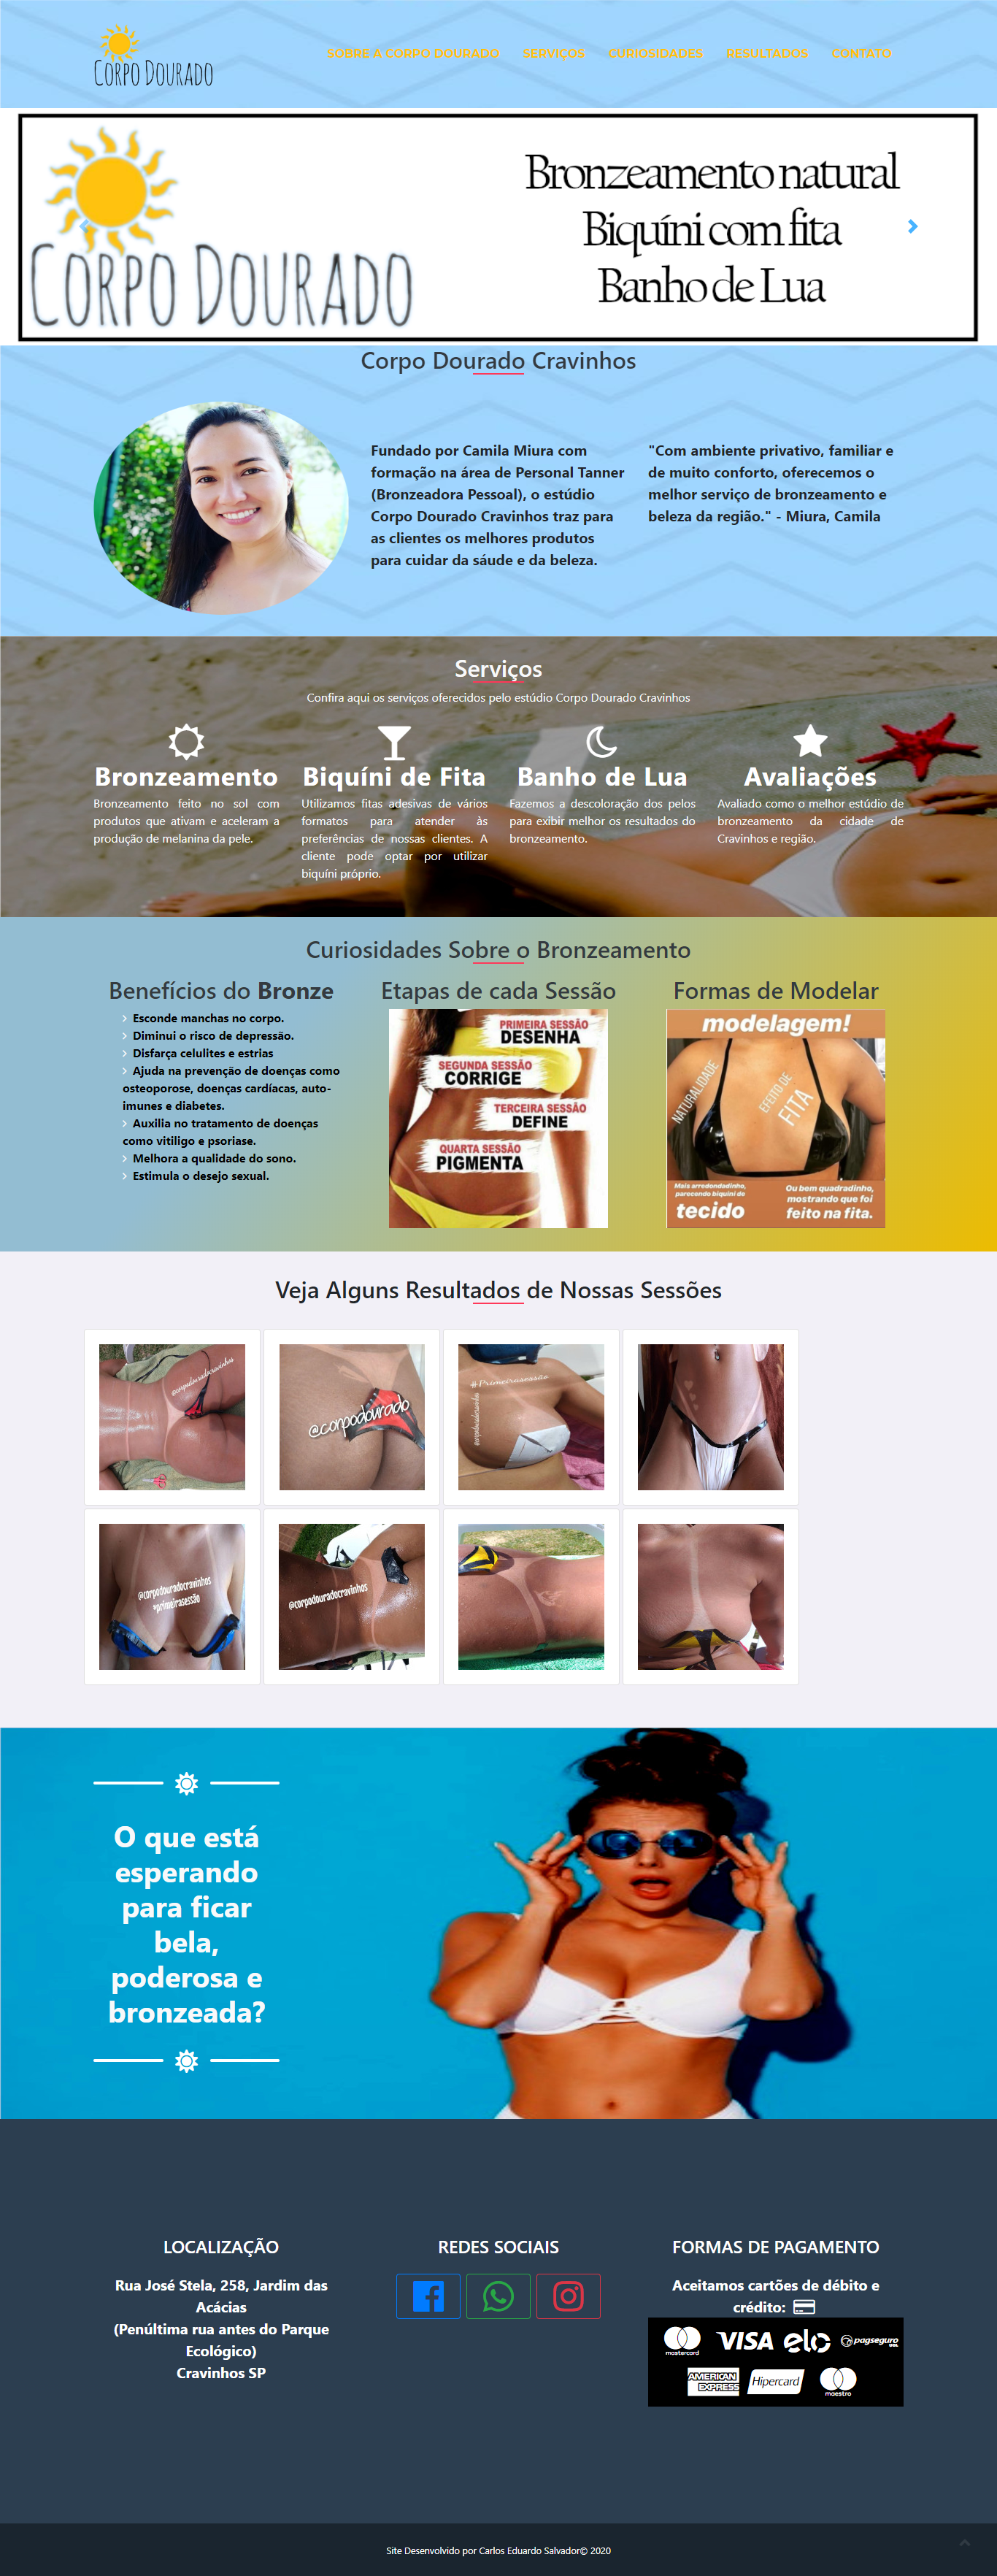 CORPO DOURADO
SOBRE A CORPO DOURADO
SERVIÇOS
CURIOSIDADES
RESULTADOS
CONTATO
CORPO DOURADO
Bronzeamento natural
Biquíni com fita
Banho de Lua
Corpo Dourado Cravinhos
Fundado por Camila Miura com
formação na área de Personal Tanner
(Bronzeadora Pessoal), o estúdio
Corpo Dourado Cravinhos traz para
as clientes os melhores produtos
para cuidar da sáude e da beleza.
"Com ambiente privativo, familiar e
de muito conforto, oferecemos o
melhor serviço de bronzeamento e
beleza da região." - Miura, Camila
Serviços
Confira aqui os serviços oferecidos pelo estúdio Corpo Dourado Cravinhos
Bronzeamento
Bronzeamento feito no sol com
produtos que ativam e aceleram a
produção de melanina da pele.
Biquíni de Fita
Utilizamos fitas adesivas de vários
formatos para atender às
preferências de nossas clientes. A
cliente pode optar por utilizar
biquíni próprio.
Banho de Lua
Fazemos a descoloração dos pelos
para exibir melhor os resultados do
bronzeamento.
Avaliações
Avaliado como o melhor estúdio de
bronzeamento da cidade de
Cravinhos e região.
Curiosidades Sobre o Bronzeamento
Benefícios do Bronze
Esconde manchas no corpo.
Diminui o risco de depressão.
Disfarça celulites e estrias
Ajuda na prevenção de doenças como
osteoporose, doenças cardíacas, auto-
imunes e diabetes.
Auxilia no tratamento de doenças
como vitiligo e psoriase.
Melhora a qualidade do sono.
Estimula o desejo sexual.
Etapas de cada Sessão
PRIMEIRA SESSÃO
DESENHA
SEGUNDA SESSÃO
CORRIGE
TERCEIRA SESSÃO
DEFINE
QUARTA SESSÃO
PIGMENTA
Formas de Modelar
modelagem!
NATURALIDADE
EFEITO DE
FITA
Mais arredondadinho,
parecendo biquini de
tecido
Ou bem quadradinho,
mostrando que foi
feito na fita.
Veja Alguns Resultados de Nossas Sessões
@corpodouradocravinhos
@corpodourado
#Primeirasessão
@corpodouradocravinhos
@corpodouradocravinhos
#primeirasessão
@corpodouradocravinhos
O que está
esperando
para ficar
bela,
poderosa e
bronzeada?
LOCALIZAÇÃO
Rua José Stela, 258, Jardim das
Acácias
(Penúltima rua antes do Parque
Ecológico)
Cravinhos SP
REDES SOCIAIS
FORMAS DE PAGAMENTO
Aceitamos cartões de débito e
crédito:
mastercard
VISA
elo
pagseguro
UOL
AMERICAN
EXPRESS
Hipercard
maestro
Site Desenvolvido por Carlos Eduardo Salvador© 2020